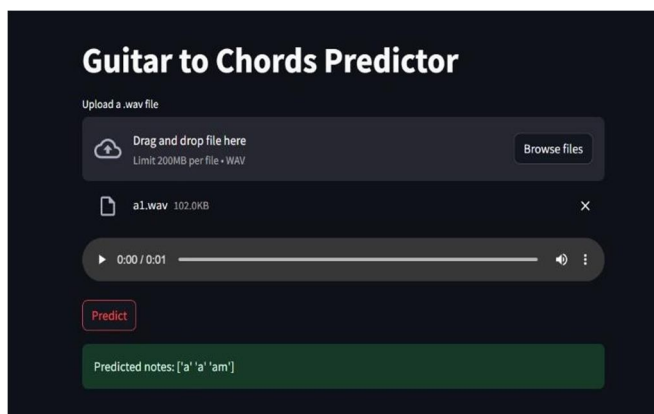 Guitar to Chords Predictor
Upload a .wav file
Drag and drop file here
Limit 200MB per file • WAV
Browse files
a1.wav 102.0KB
0:00 / 0:01
Predict
Predicted notes: ['a' 'a' 'am']